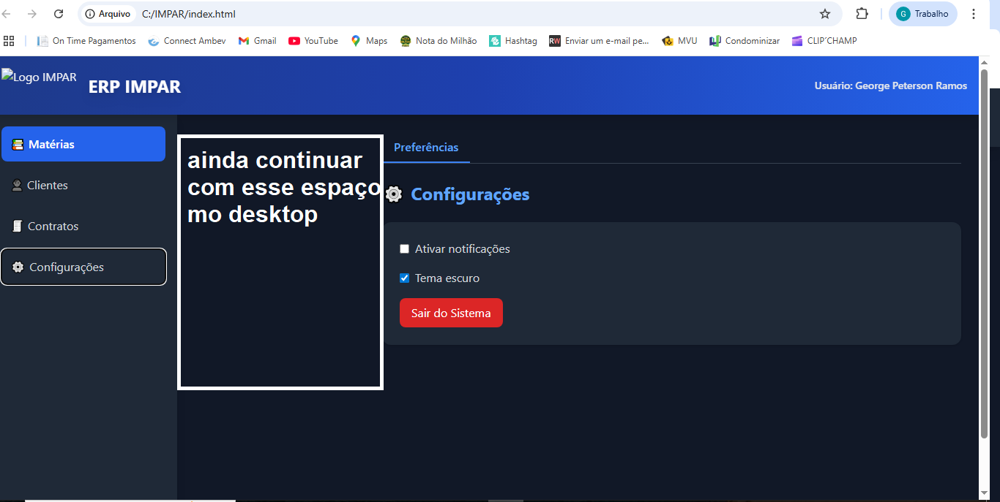 Arquivo
C:/IMPAR/index.html
G
Trabalho
On Time Pagamentos
Connect Ambev
Gmail
YouTube
Maps
Nota do Milhão
Hashtag
RW
Enviar um e-mail pe...
MVU
Condominizar
CLIP´CHAMP
Logo IMPAR
ERP IMPAR
Usuário: George Peterson Ramos
Matérias
Clientes
Contratos
Configurações
ainda continuar
com esse espaço
mo desktop
Preferências
Configurações
Ativar notificações
Tema escuro
Sair do Sistema